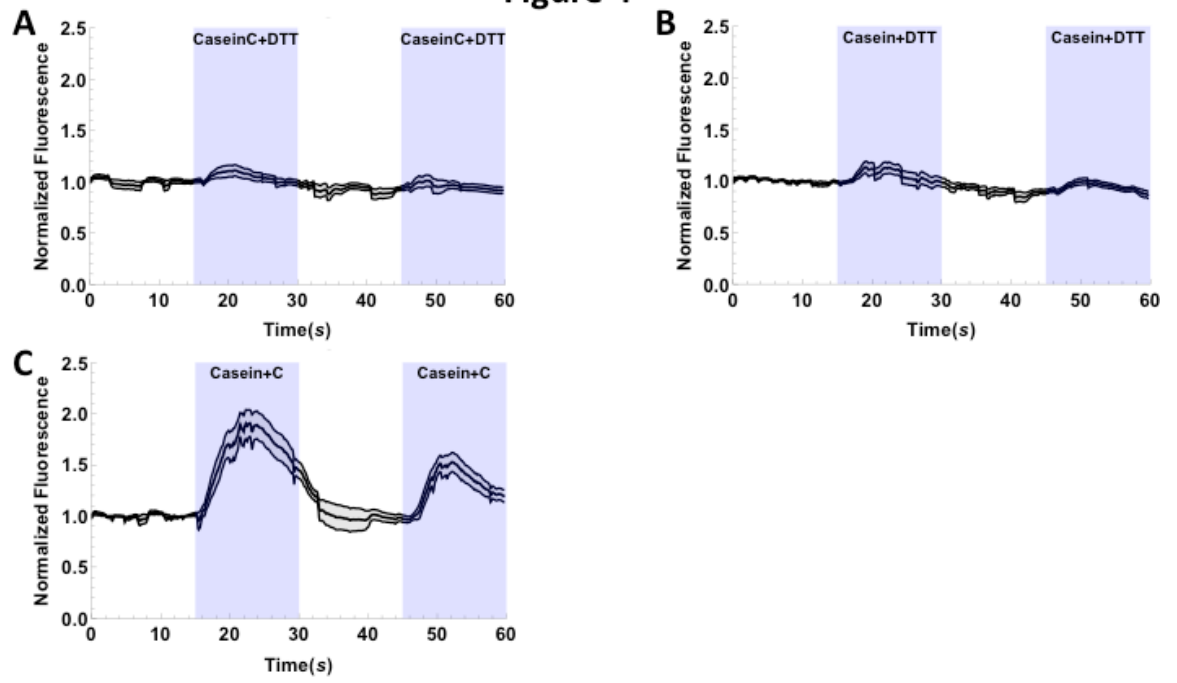 A
B
2.5
CaseinC+DTT
CaseinC+DTT
2.0
1.5
1.0
0.5
0.0
Normalized Fluorescence
0 10 20 30 40 50 60
Time(s)
2.5
Casein+DTT
Casein+DTT
2.0
1.5
1.0
0.5
0.0
Normalized Fluorescence
0 10 20 30 40 50 60
Time(s)
C
2.5
Casein+C
Casein+C
2.0
1.5
1.0
0.5
0.0
Normalized Fluorescence
0 10 20 30 40 50 60
Time(s)